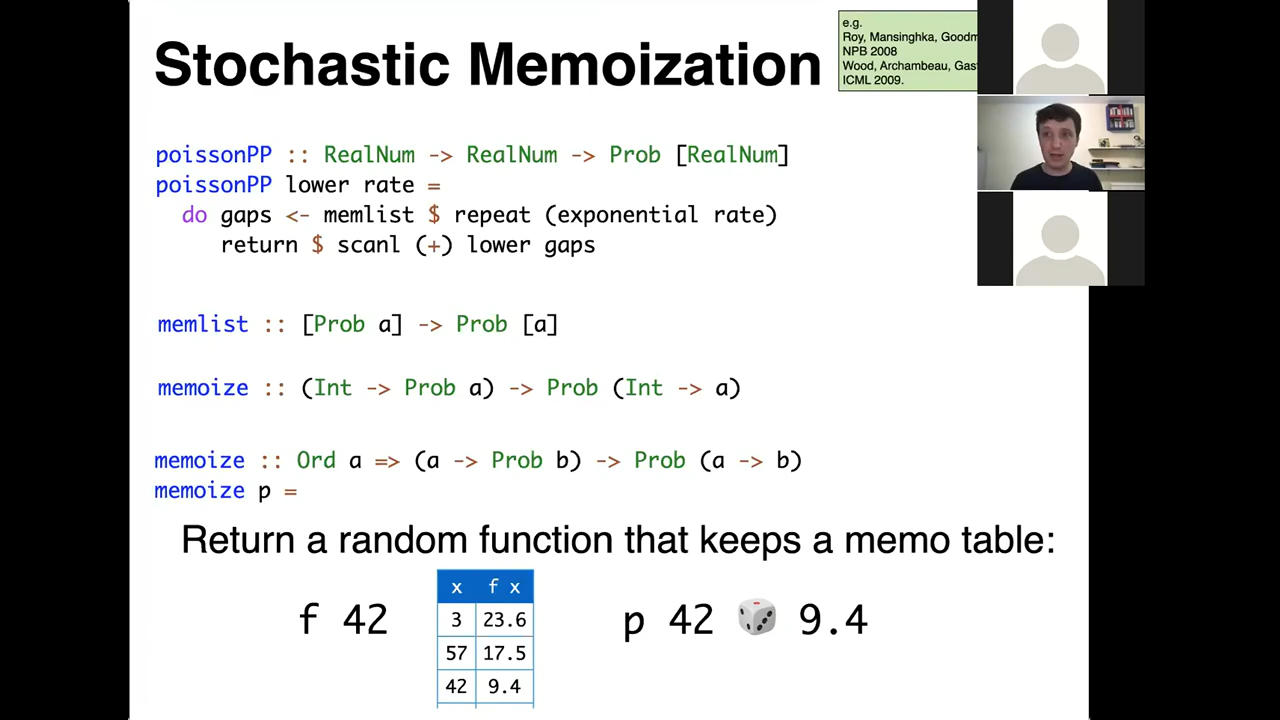 Stochastic Memoization
e.g.
Roy, Mansinghka,
NPB 2008
Wood, Archambeau,
ICML 2009.
poissonPP :: RealNum -> RealNum -> Prob [RealNum]
poissonPP lower rate =
do gaps <- memlist $ repeat (exponential rate)
return $ scanl (+) lower gaps
memlist :: [Prob a] -> Prob [a]
memoize :: (Int -> Prob a) -> Prob (Int -> a)
memoize :: Ord a => (a -> Prob b) -> Prob (a -> b)
memoize p =
Return a random function that keeps a memo table:
f 42
x f x
3 23.6
57 17.5
42 9.4
p 42 9.4